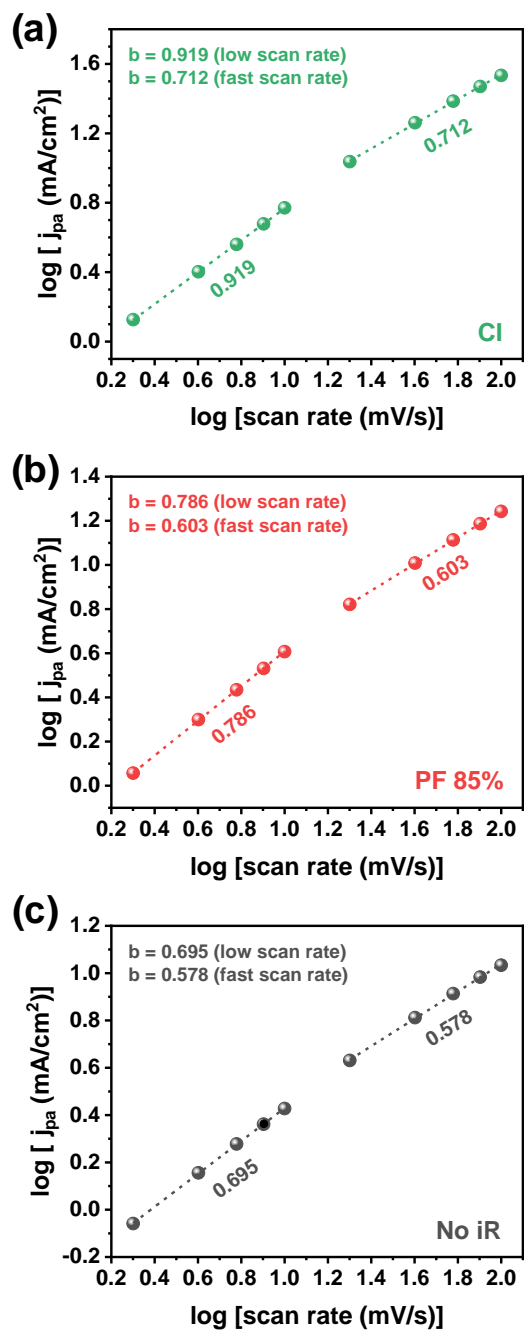 (a)
b = 0.919 (low scan rate)
b = 0.712 (fast scan rate)
1.6
1.2
0.8
0.4
0.0
log [ jpa (mA/cm²)]
0.712
0.919
CI
0.2 0.4 0.6 0.8 1.0 1.2 1.4 1.6 1.8 2.0
log [scan rate (mV/s)]
(b)
b = 0.786 (low scan rate)
b = 0.603 (fast scan rate)
1.4
1.2
1.0
0.8
0.6
0.4
0.2
0.0
log [ jpa (mA/cm²)]
0.603
0.786
PF 85%
0.2 0.4 0.6 0.8 1.0 1.2 1.4 1.6 1.8 2.0
log [scan rate (mV/s)]
(c)
b = 0.695 (low scan rate)
b = 0.578 (fast scan rate)
1.2
1.0
0.8
0.6
0.4
0.2
0.0
-0.2
log [ jpa (mA/cm²)]
0.578
0.695
No iR
0.2 0.4 0.6 0.8 1.0 1.2 1.4 1.6 1.8 2.0
log [scan rate (mV/s)]